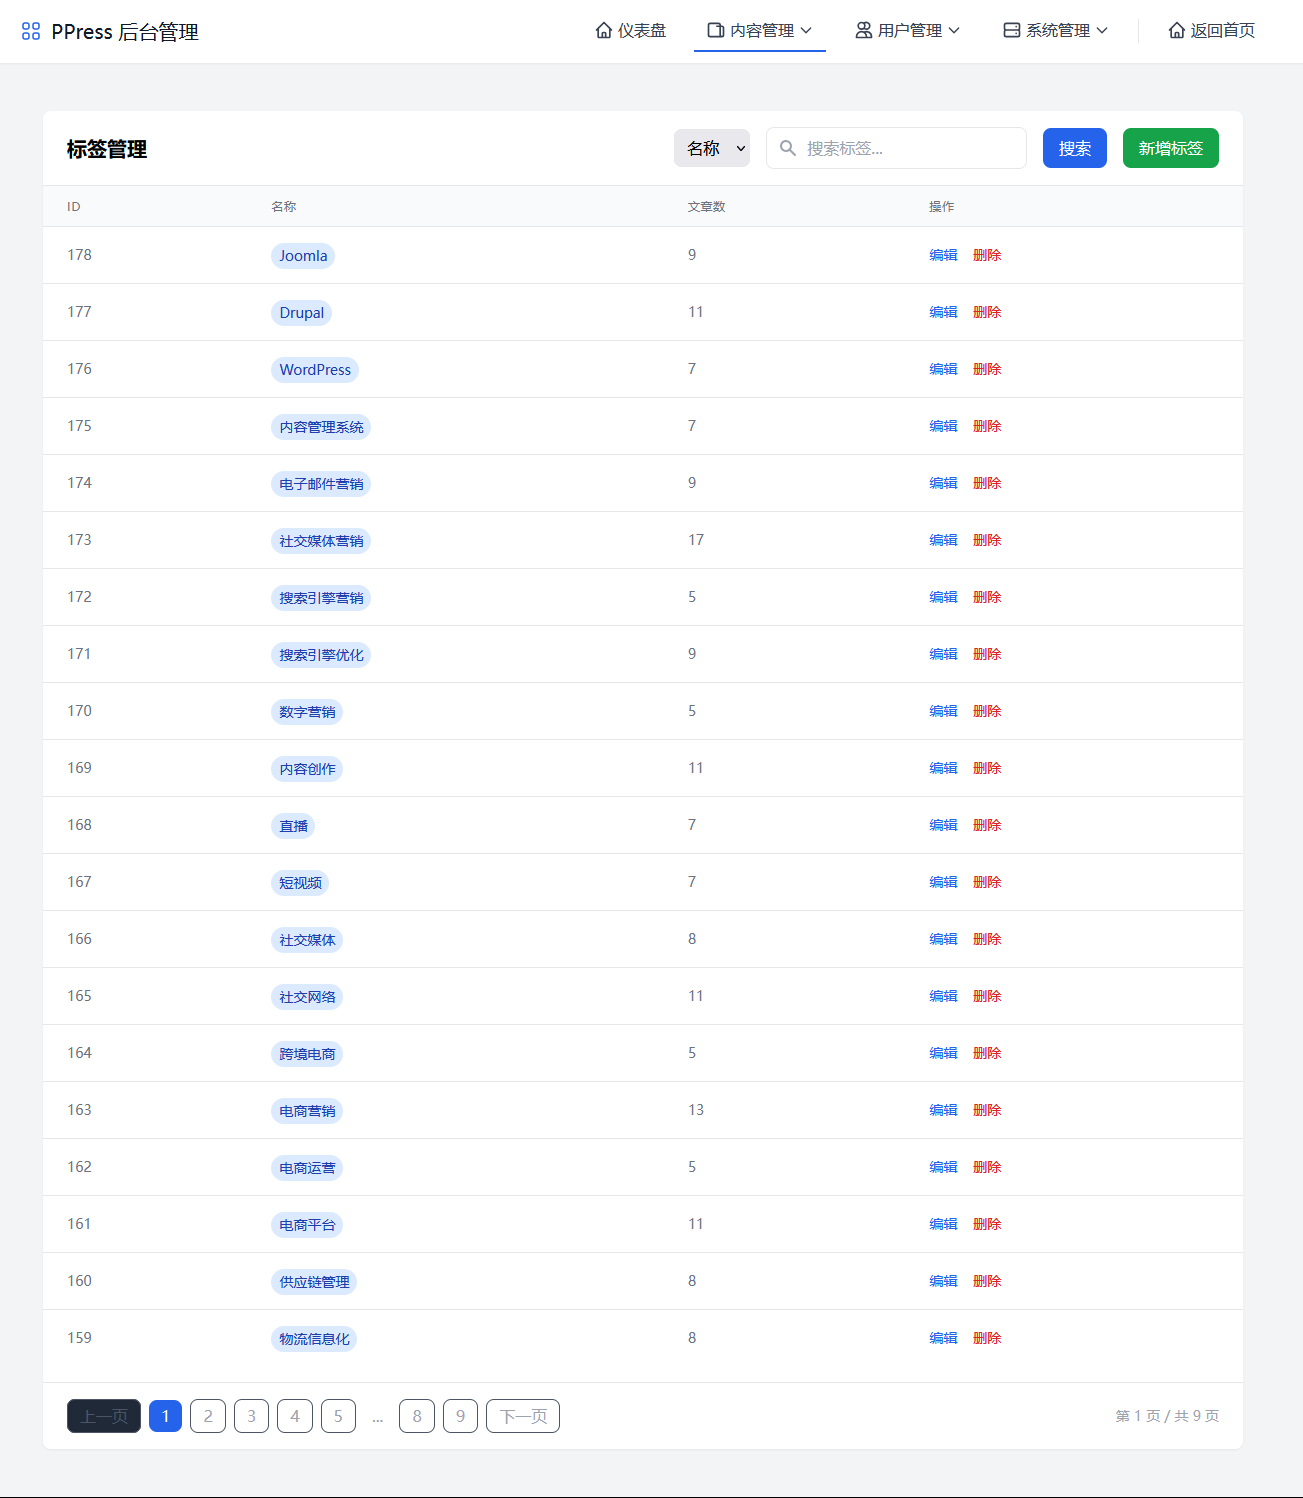 PPress 后台管理 仪表盘 内容管理 用户管理 系统管理 返回首页
标签管理 名称 搜索标签... 搜索 新增标签
ID 名称 文章数 操作
178 Joomla 9 编辑 删除
177 Drupal 11 编辑 删除
176 WordPress 7 编辑 删除
175 内容管理系统 7 编辑 删除
174 电子邮件营销 9 编辑 删除
173 社交媒体营销 17 编辑 删除
172 搜索引擎营销 5 编辑 删除
171 搜索引擎优化 9 编辑 删除
170 数字营销 5 编辑 删除
169 内容创作 11 编辑 删除
168 直播 7 编辑 删除
167 短视频 7 编辑 删除
166 社交媒体 8 编辑 删除
165 社交网络 11 编辑 删除
164 跨境电商 5 编辑 删除
163 电商营销 13 编辑 删除
162 电商运营 5 编辑 删除
161 电商平台 11 编辑 删除
160 供应链管理 8 编辑 删除
159 物流信息化 8 编辑 删除
上一页 1 2 3 4 5 ... 8 9 下一页 第 1 页 / 共 9 页